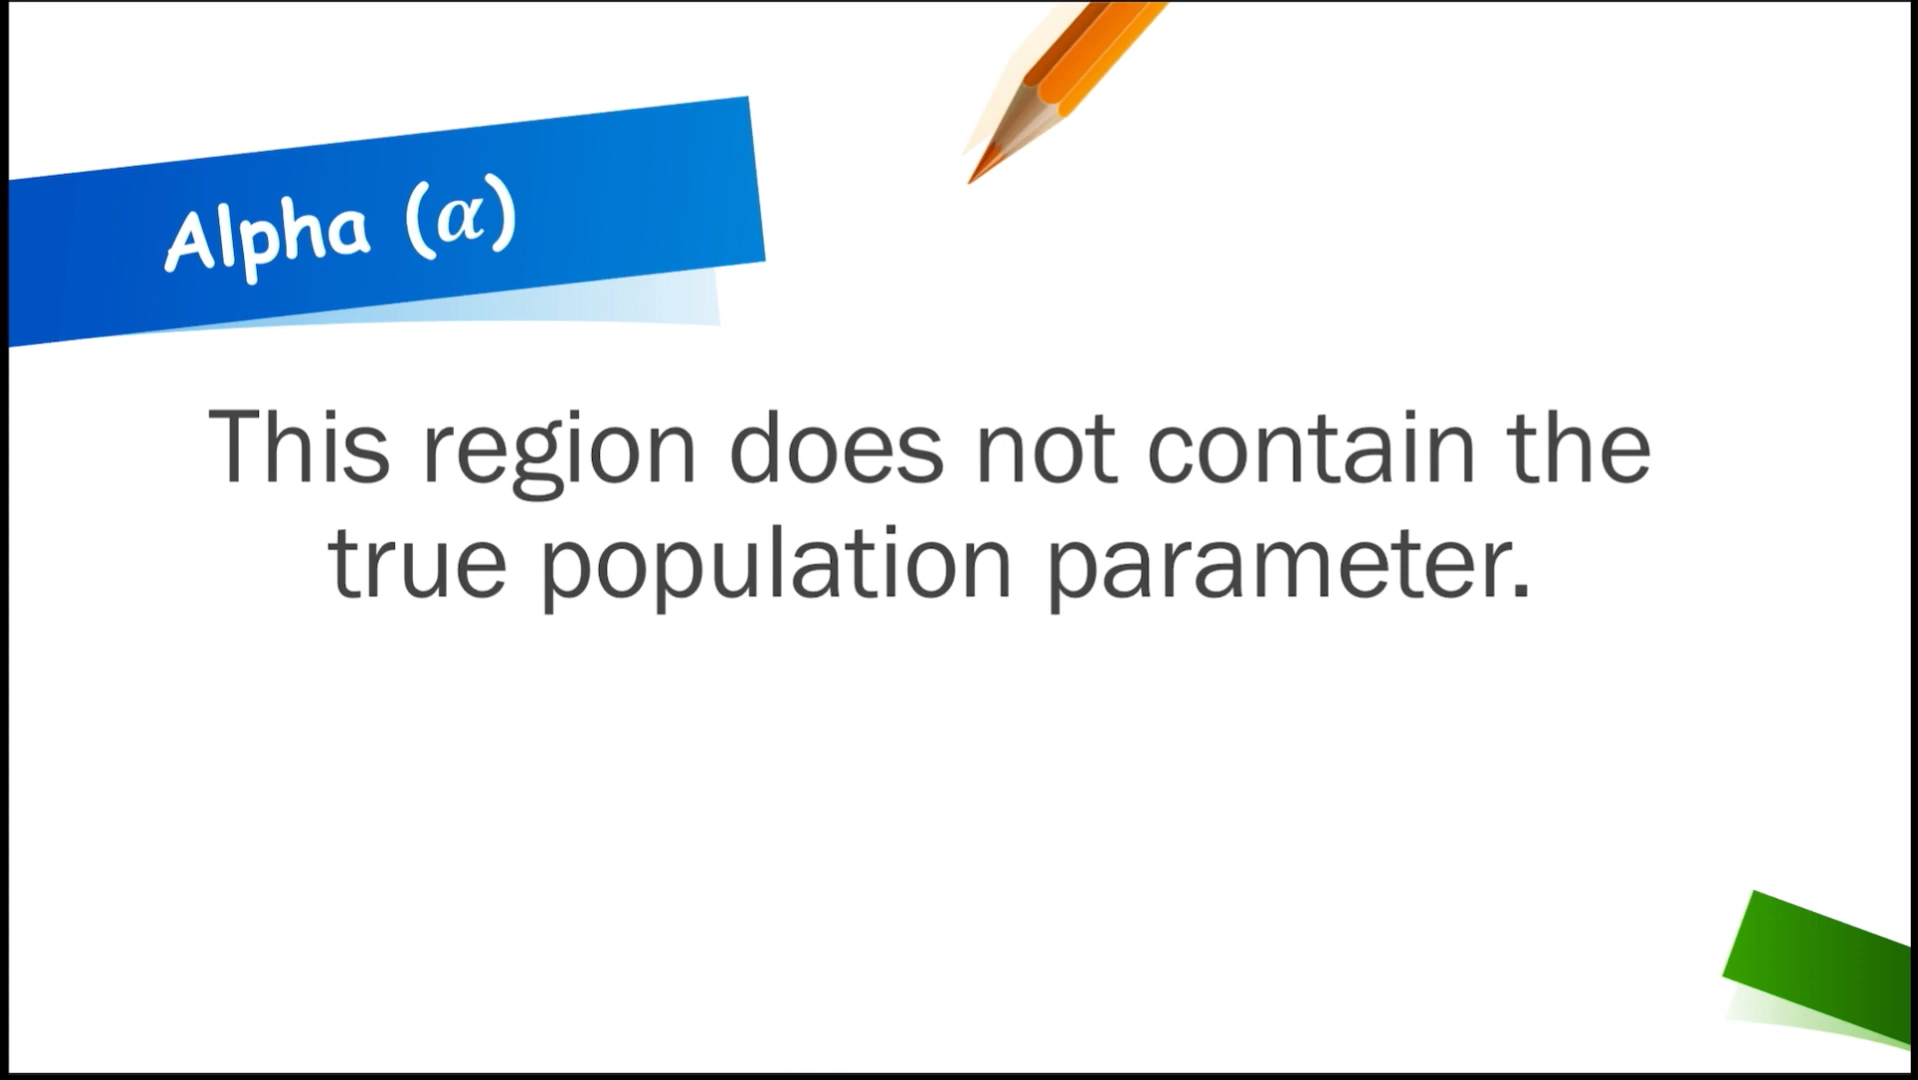 Alpha (α)
This region does not contain the
true population parameter.